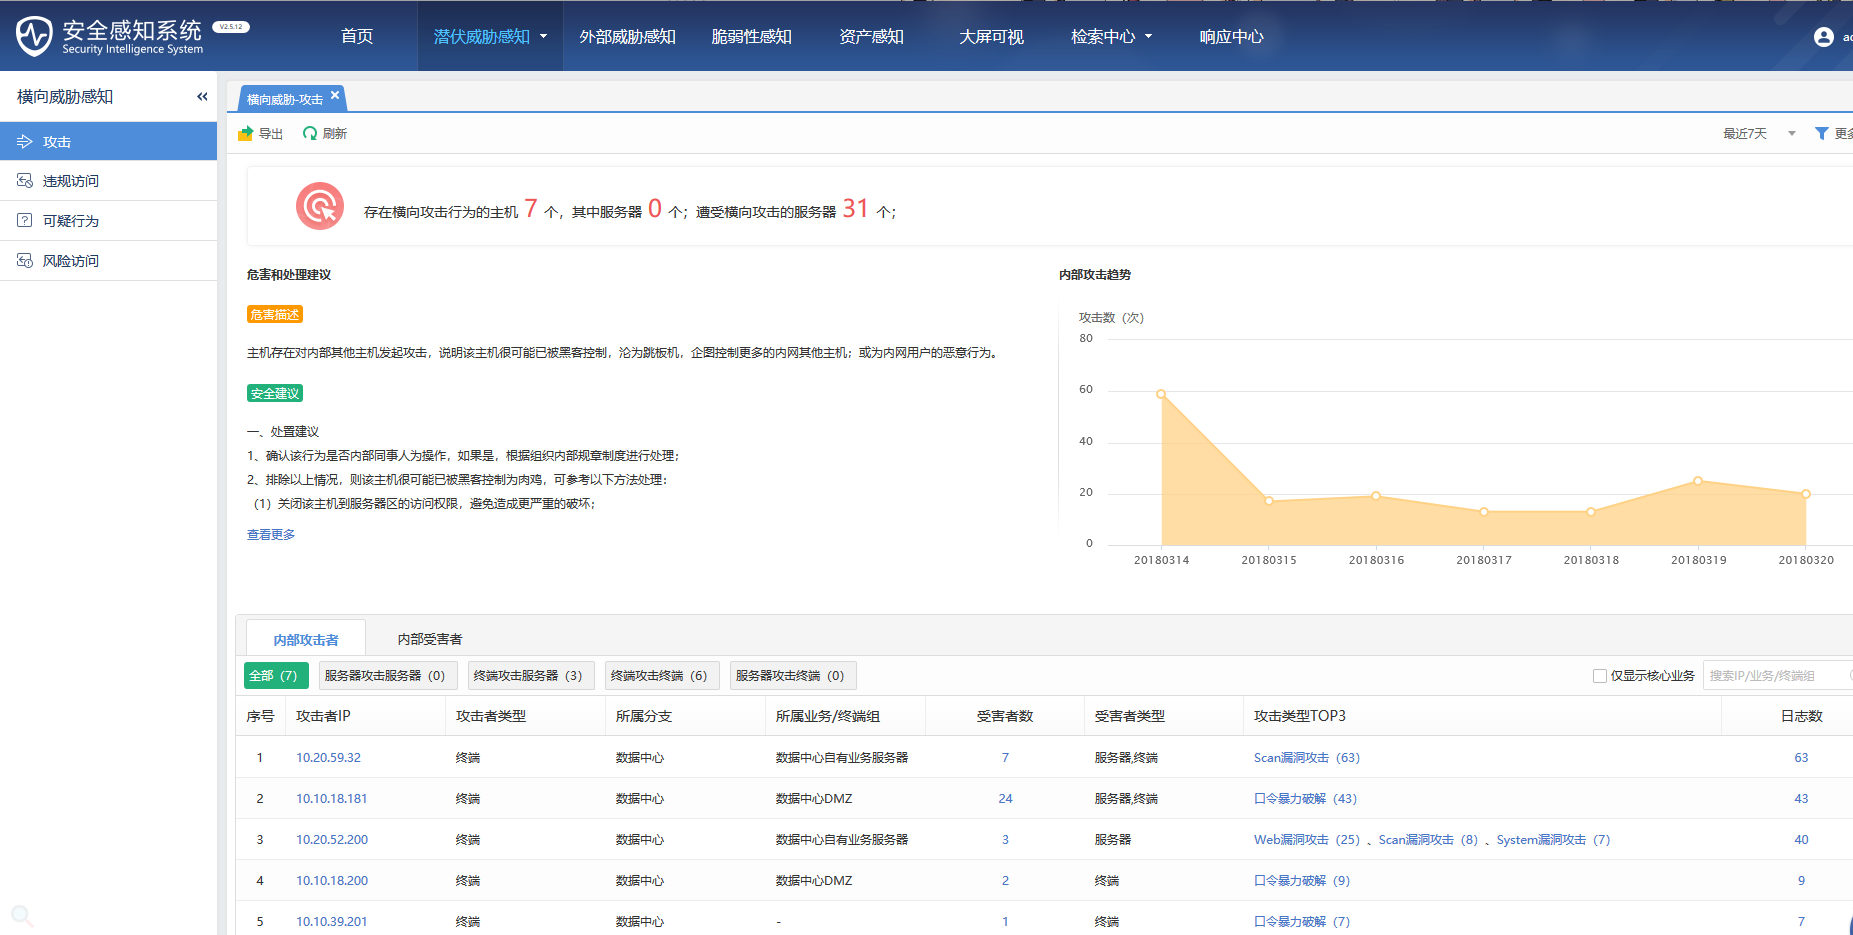 安全感知系统 V2.5.12
Security Intelligence System
首页 潜伏威胁感知 外部威胁感知 脆弱性感知 资产感知 大屏可视 检索中心 响应中心
横向威胁感知
攻击
违规访问
可疑行为
风险访问
横向威胁-攻击
导出 刷新 最近7天
存在横向攻击行为的主机 7 个，其中服务器 0 个；遭受横向攻击的服务器 31 个；
危害和处理建议
危害描述
主机存在对内部其他主机发起攻击，说明该主机很可能已被黑客控制，沦为跳板机，企图控制更多的内网其他主机；或为内网用户的恶意行为。
安全建议
一、处置建议
1、确认该行为是否内部同事人为操作，如果是，根据组织内部规章制度进行处理；
2、排除以上情况，则该主机很可能已被黑客控制为肉鸡，可参考以下方法处理：
（1）关闭该主机到服务器区的访问权限，避免造成更严重的破坏；
查看更多
内部攻击趋势
攻击数（次）
80
60
40
20
0
20180314 20180315 20180316 20180317 20180318 20180319 20180320
内部攻击者 内部受害者
全部（7） 服务器攻击服务器（0） 终端攻击服务器（3） 终端攻击终端（6） 服务器攻击终端（0） 仅显示核心业务 搜索IP/业务/终端组
序号 攻击者IP 攻击者类型 所属分支 所属业务/终端组 受害者数 受害者类型 攻击类型TOP3 日志数
1 10.20.59.32 终端 数据中心 数据中心自有业务服务器 7 服务器,终端 Scan漏洞攻击（63） 63
2 10.10.18.181 终端 数据中心 数据中心DMZ 24 服务器,终端 口令暴力破解（43） 43
3 10.20.52.200 终端 数据中心 数据中心自有业务服务器 3 服务器 Web漏洞攻击（25）、Scan漏洞攻击（8）、System漏洞攻击（7） 40
4 10.10.18.200 终端 数据中心 数据中心DMZ 2 终端 口令暴力破解（9） 9
5 10.10.39.201 终端 数据中心 - 1 终端 口令暴力破解（7） 7